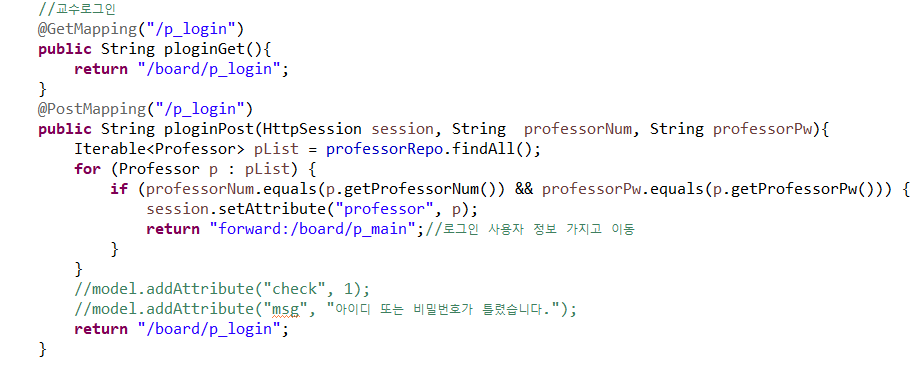 //교수로그인
@GetMapping("/p_login")
public String ploginGet(){
return "/board/p_login";
}
@PostMapping("/p_login")
public String ploginPost(HttpSession session, String  professorNum, String professorPw){
Iterable<Professor> pList = professorRepo.findAll();
for (Professor p : pList) {
if (professorNum.equals(p.getProfessorNum()) && professorPw.equals(p.getProfessorPw())) {
session.setAttribute("professor", p);
return "forward:/board/p_main";//로그인 사용자 정보 가지고 이동
}
}
//model.addAttribute("check", 1);
//model.addAttribute("msg", "아이디 또는 비밀번호가 틀렸습니다.");
return "/board/p_login";
}